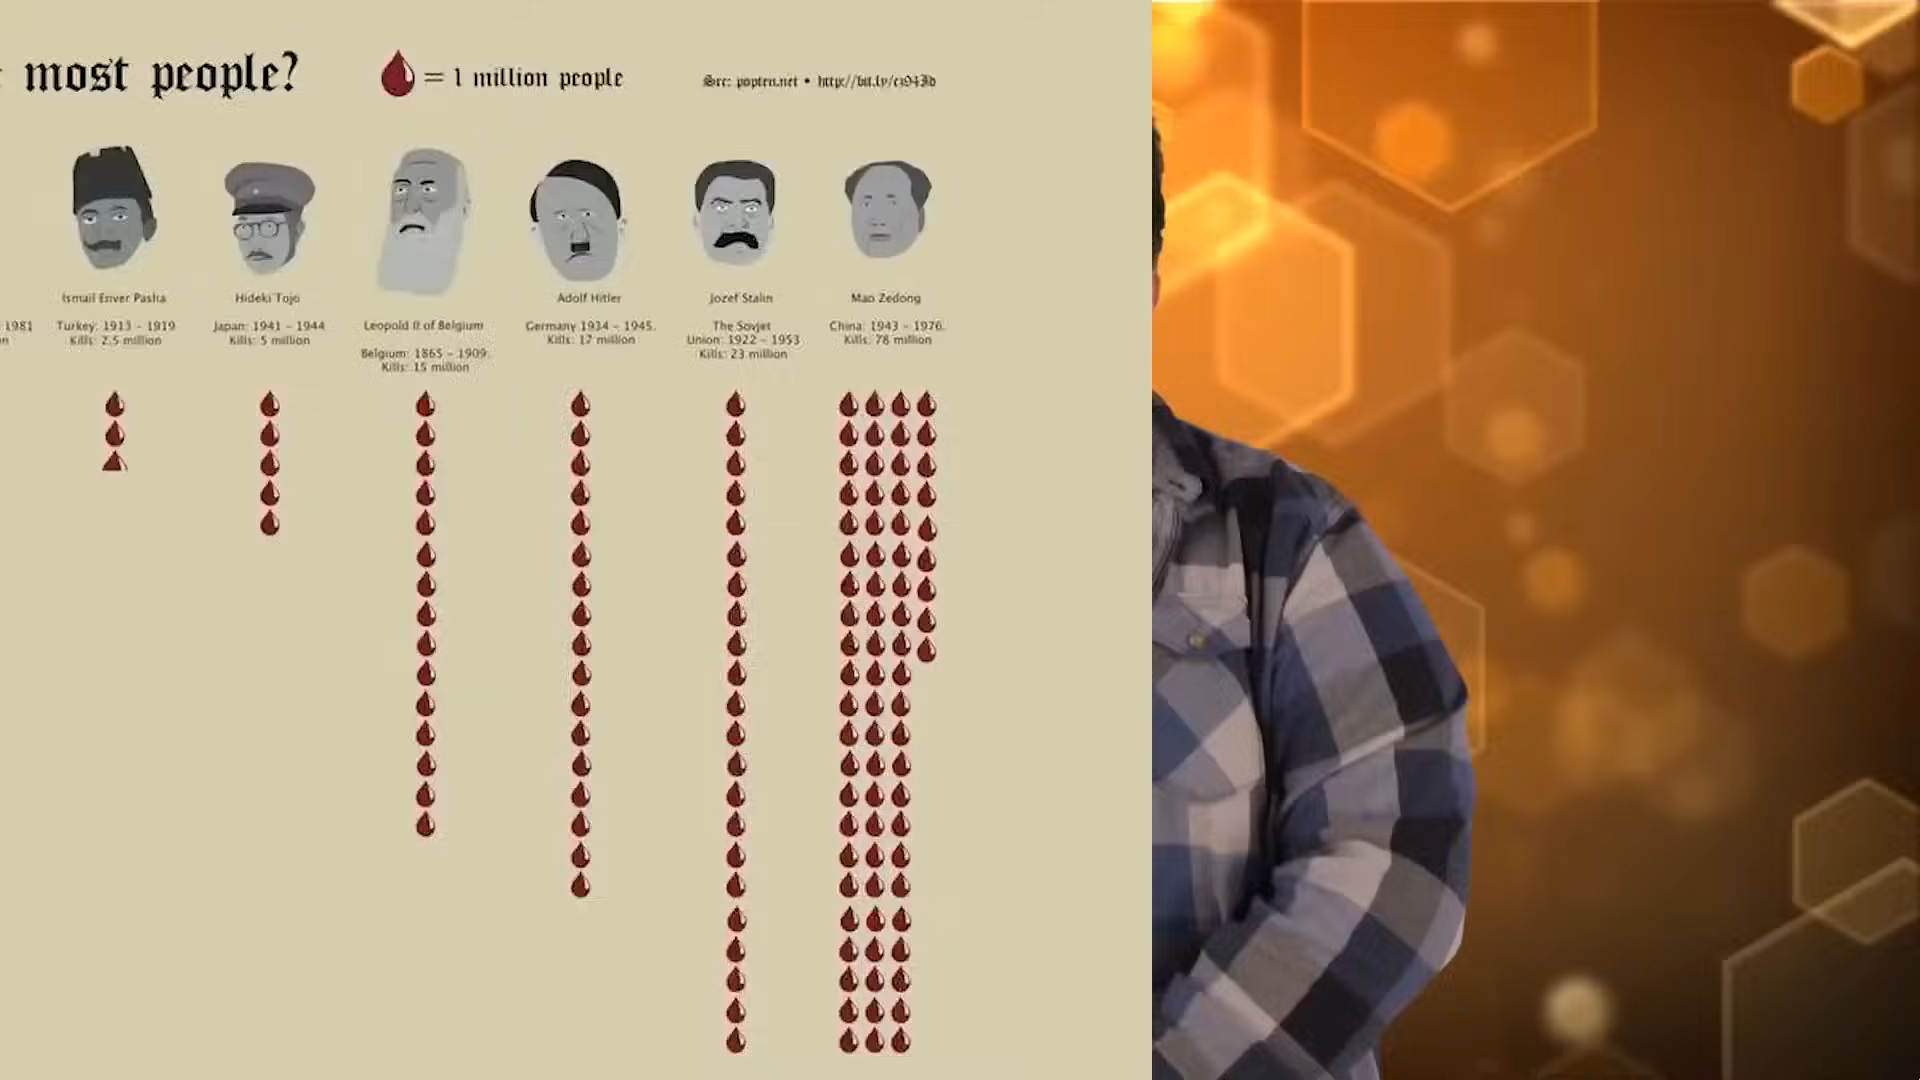 most people?
= 1 million people
Src: popten.net • http://bit.ly/
Ismail Enver Pasha
Turkey: 1913 - 1919
Kills: 2.5 million
Hideki Tojo
Japan: 1941 - 1944
Kills: 5 million
Leopold II of Belgium
Belgium: 1865 - 1909.
Kills: 15 million
Adolf Hitler
Germany 1934 - 1945.
Kills: 17 million
Jozef Stalin
The Sovjet
Union: 1922 - 1953
Kills: 23 million
Mao Zedong
China: 1943 - 1976.
Kills: 78 million
1981